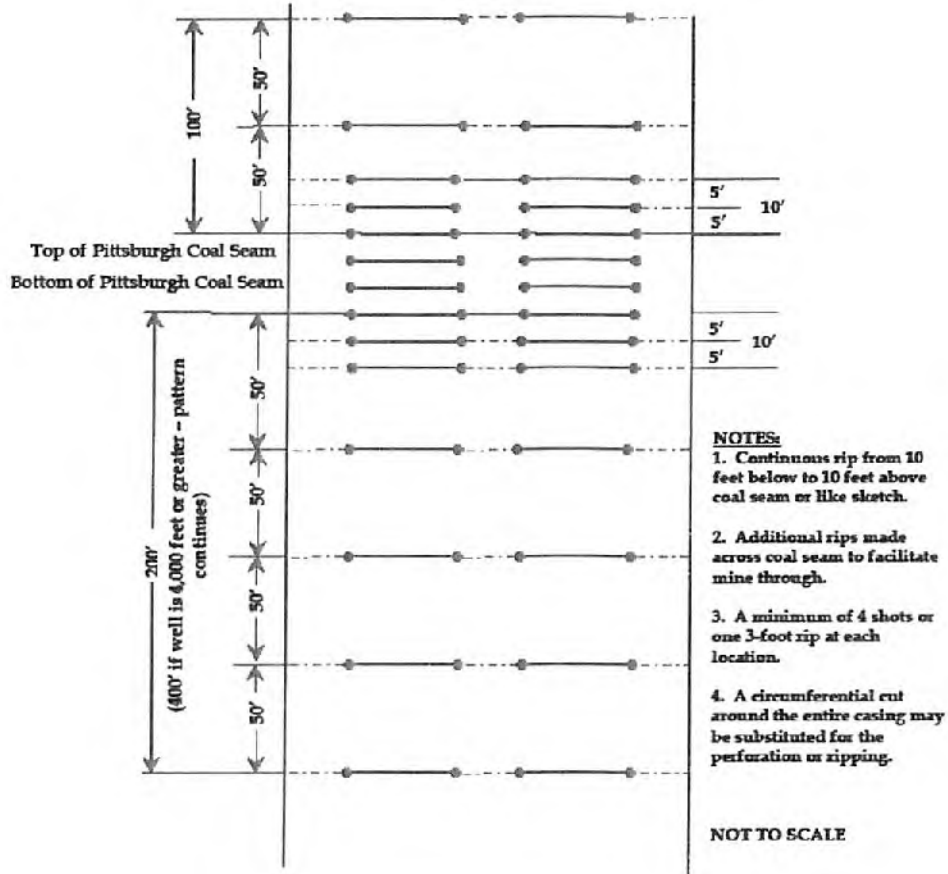 100'
50'
50'
5'
10'
5'
Top of Pittsburgh Coal Seam
Bottom of Pittsburgh Coal Seam
5'
10'
5'
200'
(400' if well is 4,000 feet or greater – pattern
continues)
50'
50'
50'
50'
NOTES:
1. Continuous rip from 10
feet below to 10 feet above
coal seam or like sketch.
2. Additional rips made
across coal seam to facilitate
mine through.
3. A minimum of 4 shots or
one 3-foot rip at each
location.
4. A circumferential cut
around the entire casing may
be substituted for the
perforation or ripping.
NOT TO SCALE